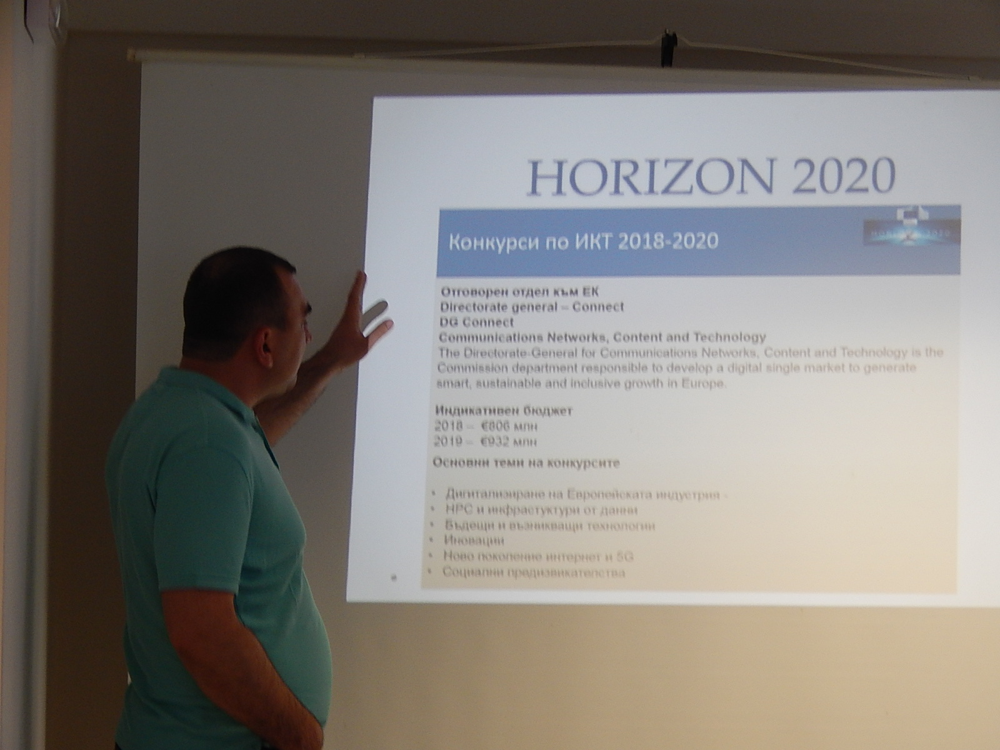 HORIZON 2020
HORIZON 2020
Конкурси по ИКТ 2018-2020
Отговорен отдел към ЕК
Directorate general – Connect
DG Connect
Communications Networks, Content and Technology
The Directorate-General for Communications Networks, Content and Technology is the
Commission department responsible to develop a digital single market to generate
smart, sustainable and inclusive growth in Europe.
Индикативен бюджет
2018 – €806 млн
2019 – €932 млн
Основни теми на конкурсите
• Дигитализиране на Европейската индустрия -
• HPC и инфрастуктури от данни
• Бъдещи и възникващи технологии
• Иновации
• Ново поколение интернет и 5G
• Социални предизвикателства